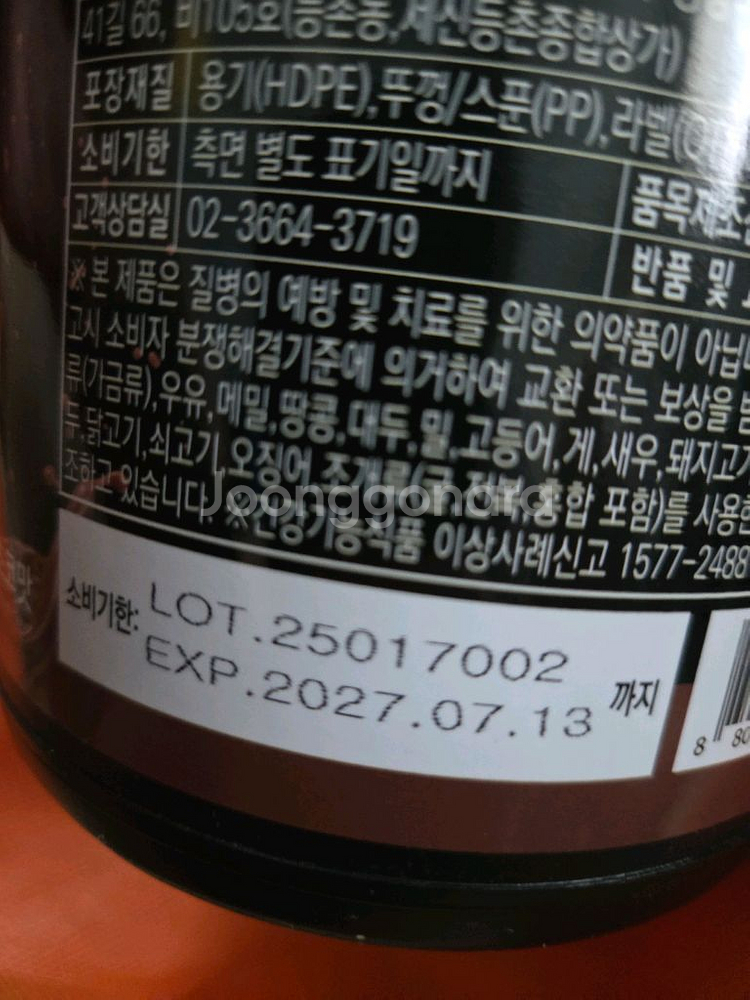 41길 66, 비105호(등촌동,세신등촌종합상가)
포장재질 용기(HDPE),뚜껑/스푼(PP),라벨
소비기한 측면 별도 표기일까지
품목제조
고객상담실 02-3664-3719
반품 및
※ 본 제품은 질병의 예방 및 치료를 위한 의약품이 아닙니
고시 소비자 분쟁해결기준에 의거하여 교환 또는 보상을
류(가금류),우유,메밀,땅콩,대두,밀,고등어,게,새우,돼지고기
두,닭고기,쇠고기,오징어,조개류(굴,전복,홍합 포함)를 사용한
조하고 있습니다. ※건강기능식품 이상사례신고 1577-2488
Joonggonara
소비기한: LOT.25017002
EXP.2027.07.13 까지
8 80